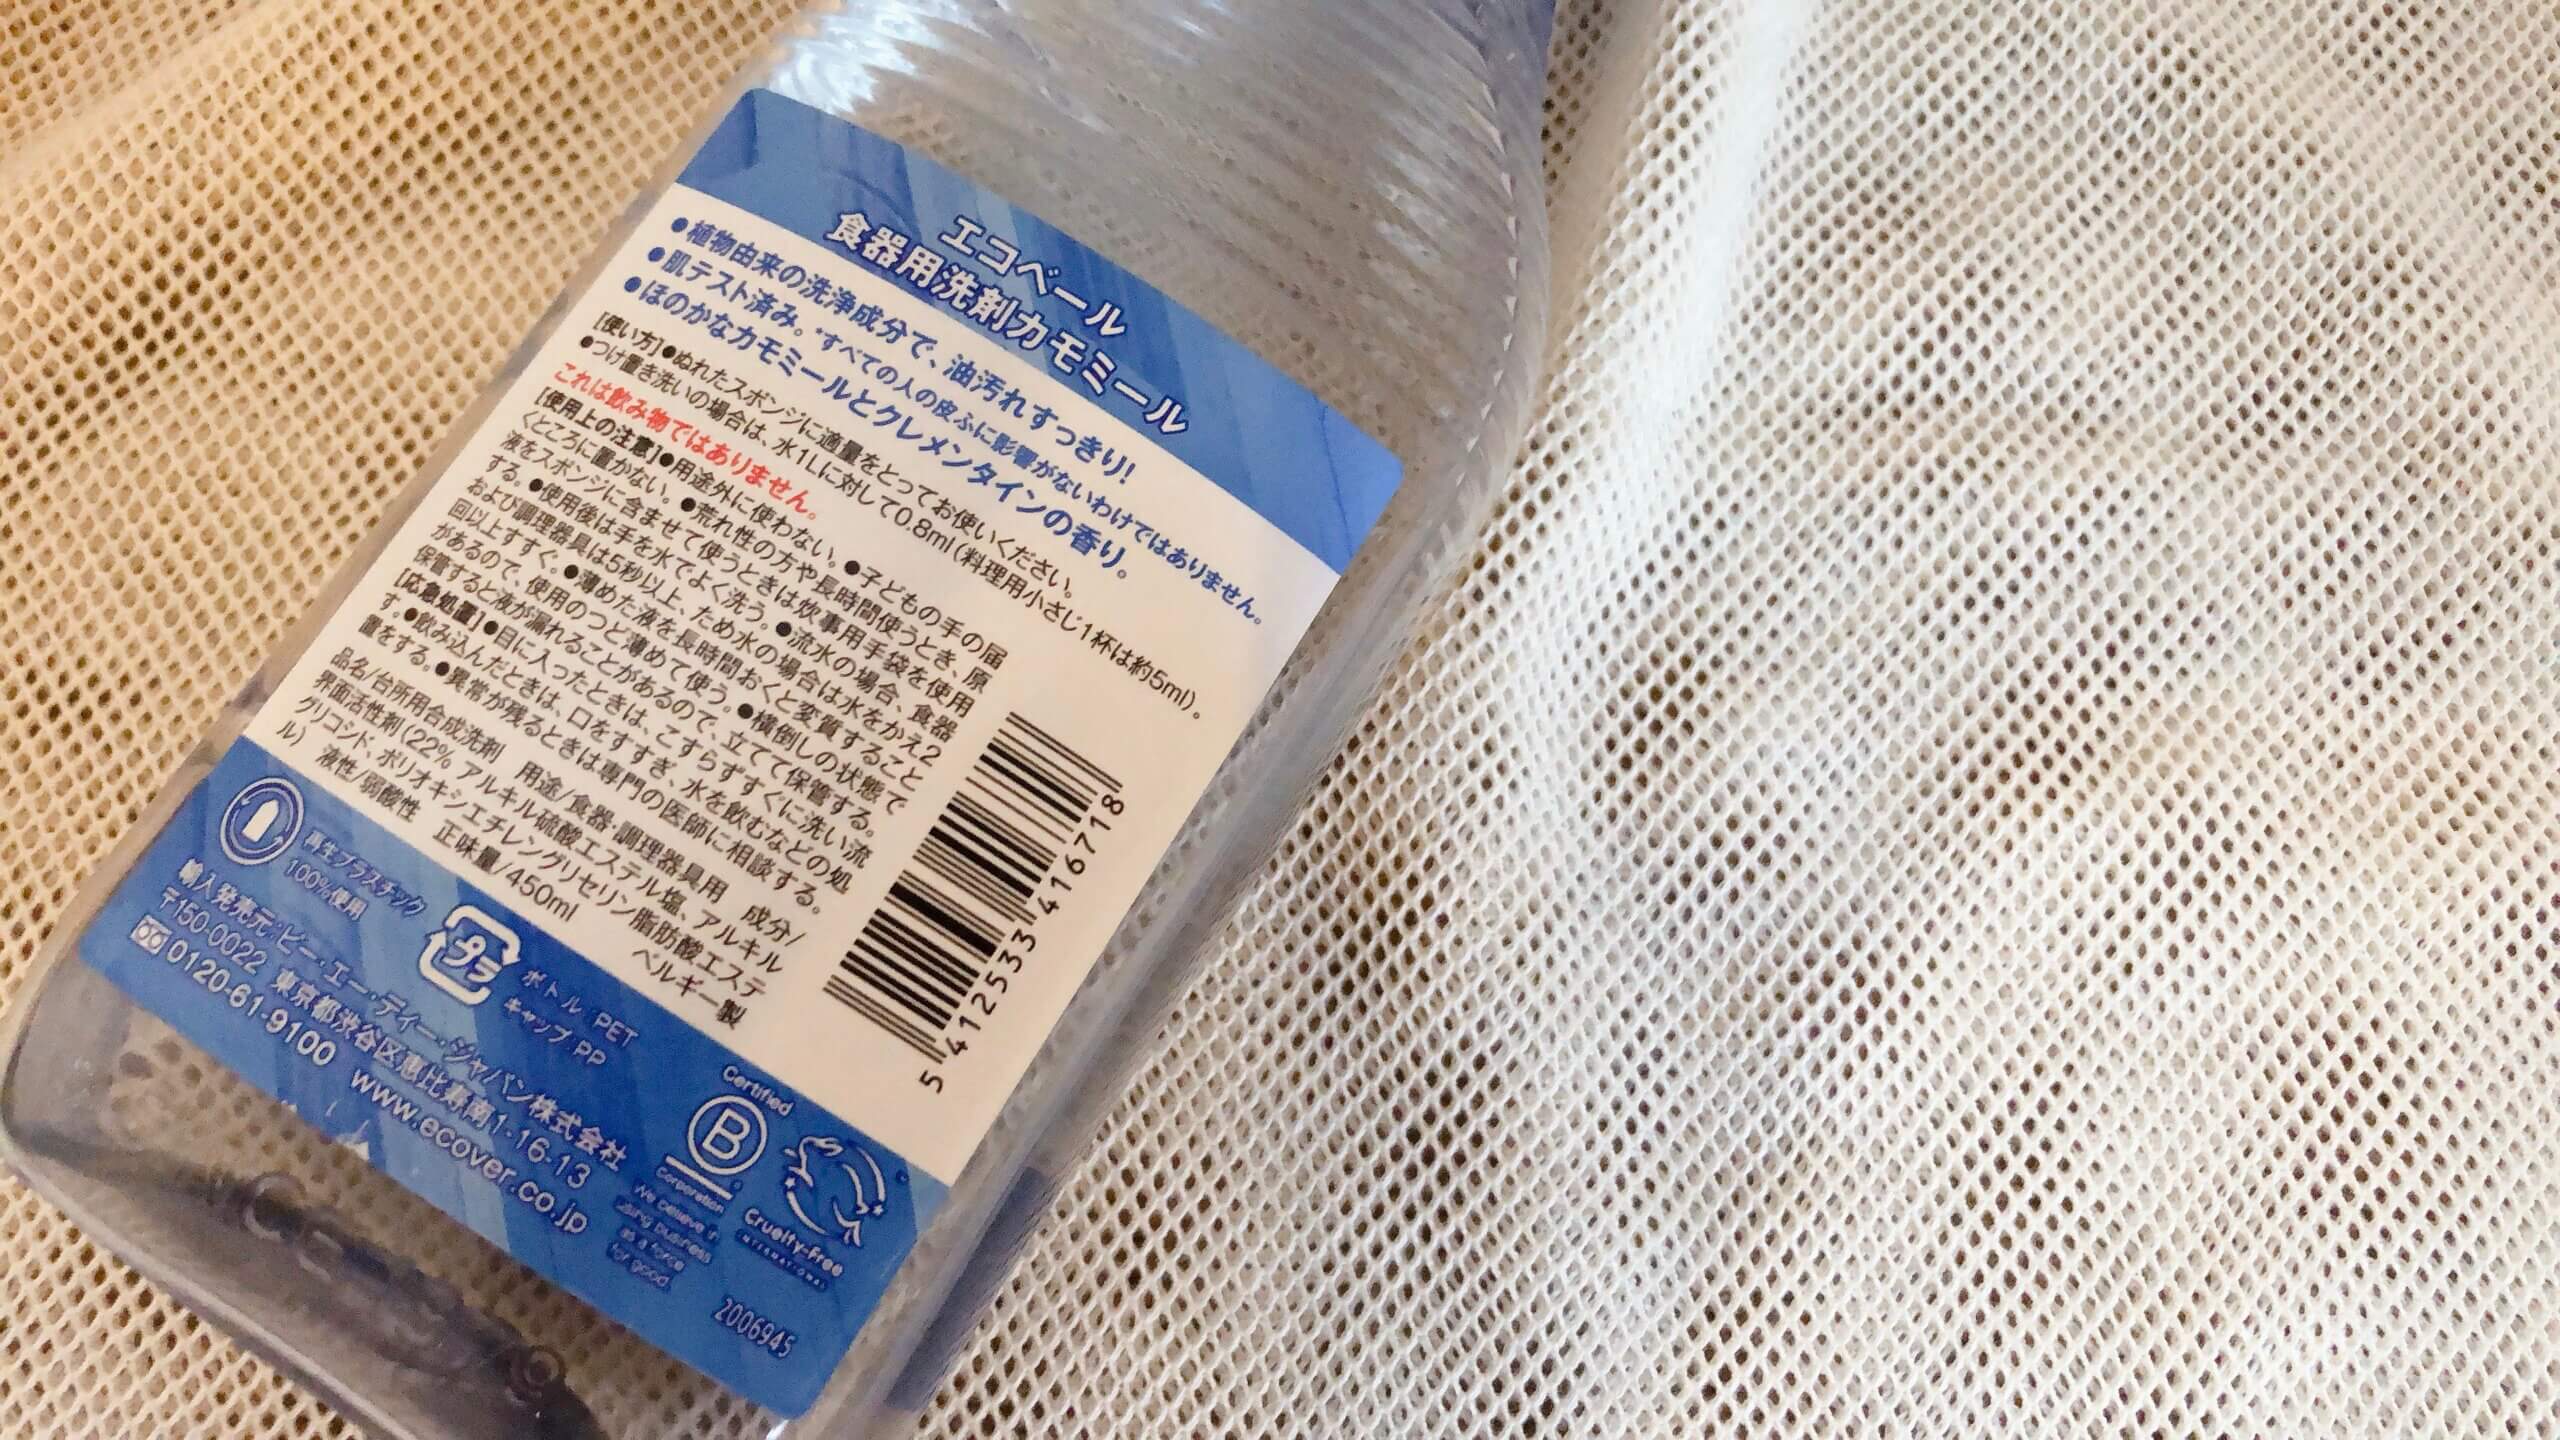 エコベール
食器用洗剤カモミール
●植物由来の洗浄成分で、油汚れすっきり!
●肌テスト済み。*すべての人の皮ふに影響がないわけではありません。
●ほのかなカモミールとクレメンタインの香り。
[使い方]●ぬれたスポンジに適量をとってお使いください。
●つけ置き洗いの場合は、水1Lに対して0.8ml(料理用小さじ1杯は約5ml)。
これは飲み物ではありません。
[使用上の注意]●用途外に使わない。●子どもの手の届
くところに置かない。●荒れ性の方や長時間使うとき、原
液をスポンジに含ませて使うときは炊事用手袋を使用
する。●使用後は手を水でよく洗う。●流水の場合、食器
および調理器具は5秒以上、ため水の場合は水をかえ2
回以上すすぐ。●薄めた液を長時間おくと変質すること
があるので、使用のつど薄めて使う。●横倒しの状態で
保管すると液が漏れることがあるので、立てて保管する。
[応急処置]●目に入ったときは、こすらずすぐに洗い流
す。●飲み込んだときは、口をすすぎ、水を飲むなどの処
置をする。●異常が残るときは専門の医師に相談する。
品名/台所用合成洗剤 用途/食器・調理器具用 成分/
界面活性剤(22% アルキル硫酸エステル塩、アルキル
グリコシド、ポリオキシエチレングリセリン脂肪酸エステ
ル) 液性/弱酸性 正味量/450ml ベルギー製
5 412533 416718
再生プラスチック
100%使用
プラ
ボトル:PET
キャップ:PP
輸入発売元:ビー・エー・ディー・ジャパン株式会社
〒150-0022 東京都渋谷区恵比寿南1-16-13
0120-61-9100 www.ecover.co.jp
Certified
B
Corporation
We believe in
using business
as a force
for good.
Cruelty-Free
INTERNATIONAL
2006945